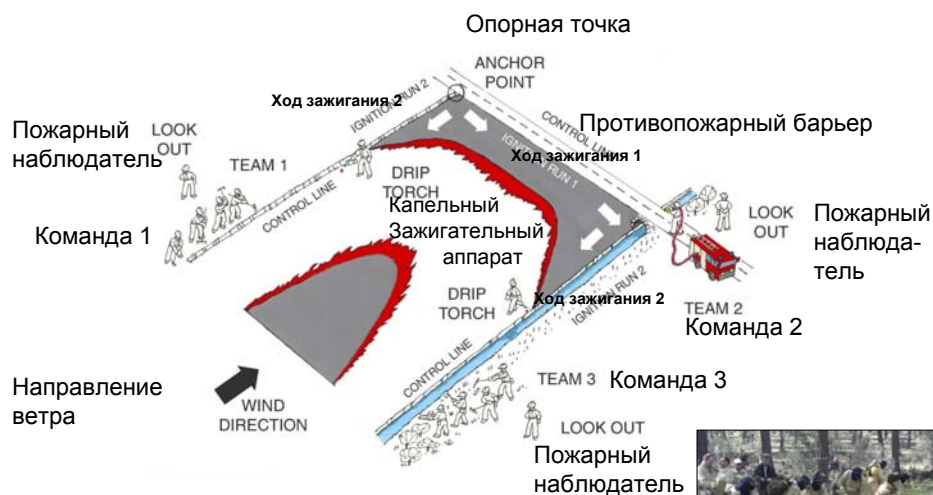 Опорная точка
ANCHOR
POINT
Ход зажигания 2
IGNITION RUN 2
CONTROL LINE
Противопожарный барьер
Пожарный
наблюдатель
LOOK
OUT
TEAM 1
Ход зажигания 1
IGNITION RUN 1
DRIP
TORCH
CONTROL LINE
Команда 1
Капельный
Зажигательный
аппарат
LOOK
OUT
Пожарный
наблюда-
тель
DRIP
TORCH
Ход зажигания 2
IGNITION RUN 2
TEAM 2
Команда 2
CONTROL LINE
TEAM 3
Команда 3
Направление
ветра
WIND
DIRECTION
LOOK OUT
Пожарный
наблюдатель